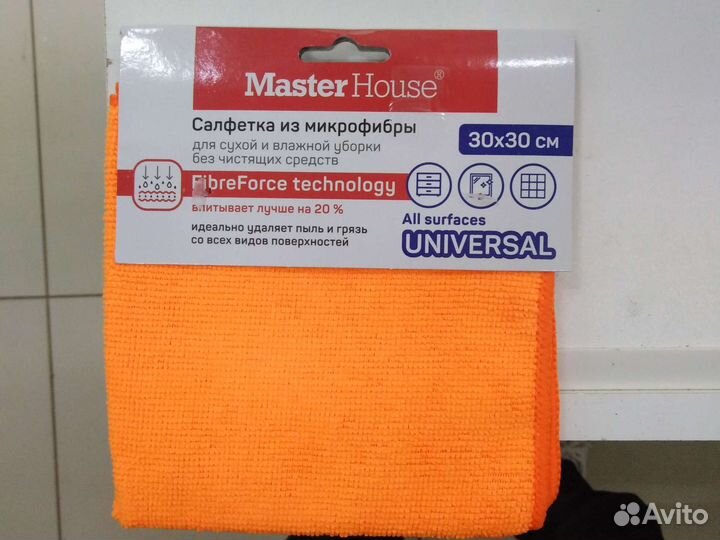 Master House®
Салфетка из микрофибры
для сухой и влажной уборки
без чистящих средств
30x30 см
FibreForce technology
впитывает лучше на 20 %
идеально удаляет пыль и грязь
со всех видов поверхностей
All surfaces
UNIVERSAL
Avito